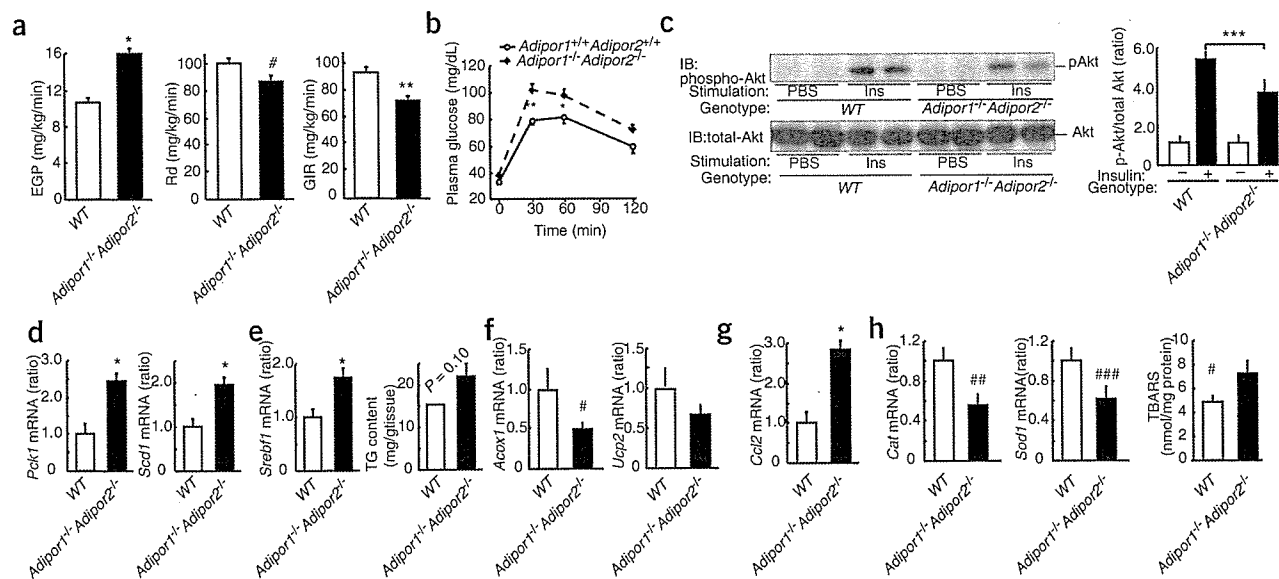 a
EGP (mg/kg/min)
16
12
8
4
0
*
WT
Adipor1-/- Adipor2-/-
Rd (mg/kg/min)
100
80
60
40
20
0
#
WT
Adipor1-/- Adipor2-/-
GIR (mg/kg/min)
100
80
60
40
20
0
**
WT
Adipor1-/- Adipor2-/-
b
Adipor1+/+Adipor2+/+
Adipor1-/-Adipor2-/-
Plasma glucose (mg/dL)
120
100
80
60
40
20
**
*
0 30 60 90 120
Time (min)
c
IB:
phospho-Akt
pAkt
Stimulation: PBS Ins PBS Ins
Genotype: WT Adipor1-/-Adipor2-/-
IB:total-Akt
Akt
Stimulation: PBS Ins PBS Ins
Genotype: WT Adipor1-/-Adipor2-/-
p-Akt/total Akt (ratio)
6.0
4.0
2.0
0
***
Insulin: − + − +
Genotype:
WT
Adipor1-/- Adipor2-/-
d
Pck1 mRNA (ratio)
3.0
2.0
1.0
0
*
WT
Adipor1-/- Adipor2-/-
Scd1 mRNA (ratio)
3.0
2.0
1.0
0
*
WT
Adipor1-/- Adipor2-/-
e
Srebf1 mRNA (ratio)
2.0
1.0
0
*
WT
Adipor1-/- Adipor2-/-
TG content
(mg/gtissue)
20
10
0
P = 0.10
WT
Adipor1-/- Adipor2-/-
f
Acox1 mRNA (ratio)
1.5
1.0
0.5
0
#
WT
Adipor1-/- Adipor2-/-
Ucp2 mRNA (ratio)
1.5
1.0
0.5
0
WT
Adipor1-/- Adipor2-/-
g
Ccl2 mRNA (ratio)
3.0
2.0
1.0
0
*
WT
Adipor1-/- Adipor2-/-
h
Cat mRNA (ratio)
1.2
0.8
0.4
0
##
WT
Adipor1-/- Adipor2-/-
Sod1 mRNA(ratio)
1.2
0.8
0.4
0
###
WT
Adipor1-/- Adipor2-/-
TBARS
(nmol/mg protein)
10
8
6
4
2
0
#
WT
Adipor1-/- Adipor2-/-